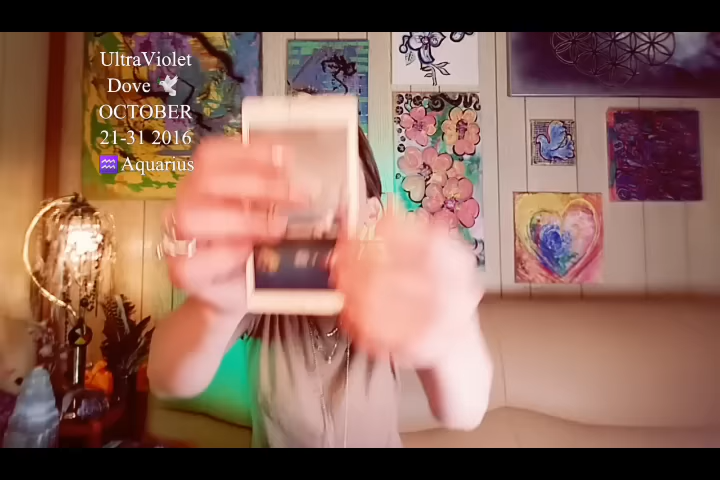 UltraViolet
Dove 🕊
OCTOBER
21-31 2016
♒ Aquarius